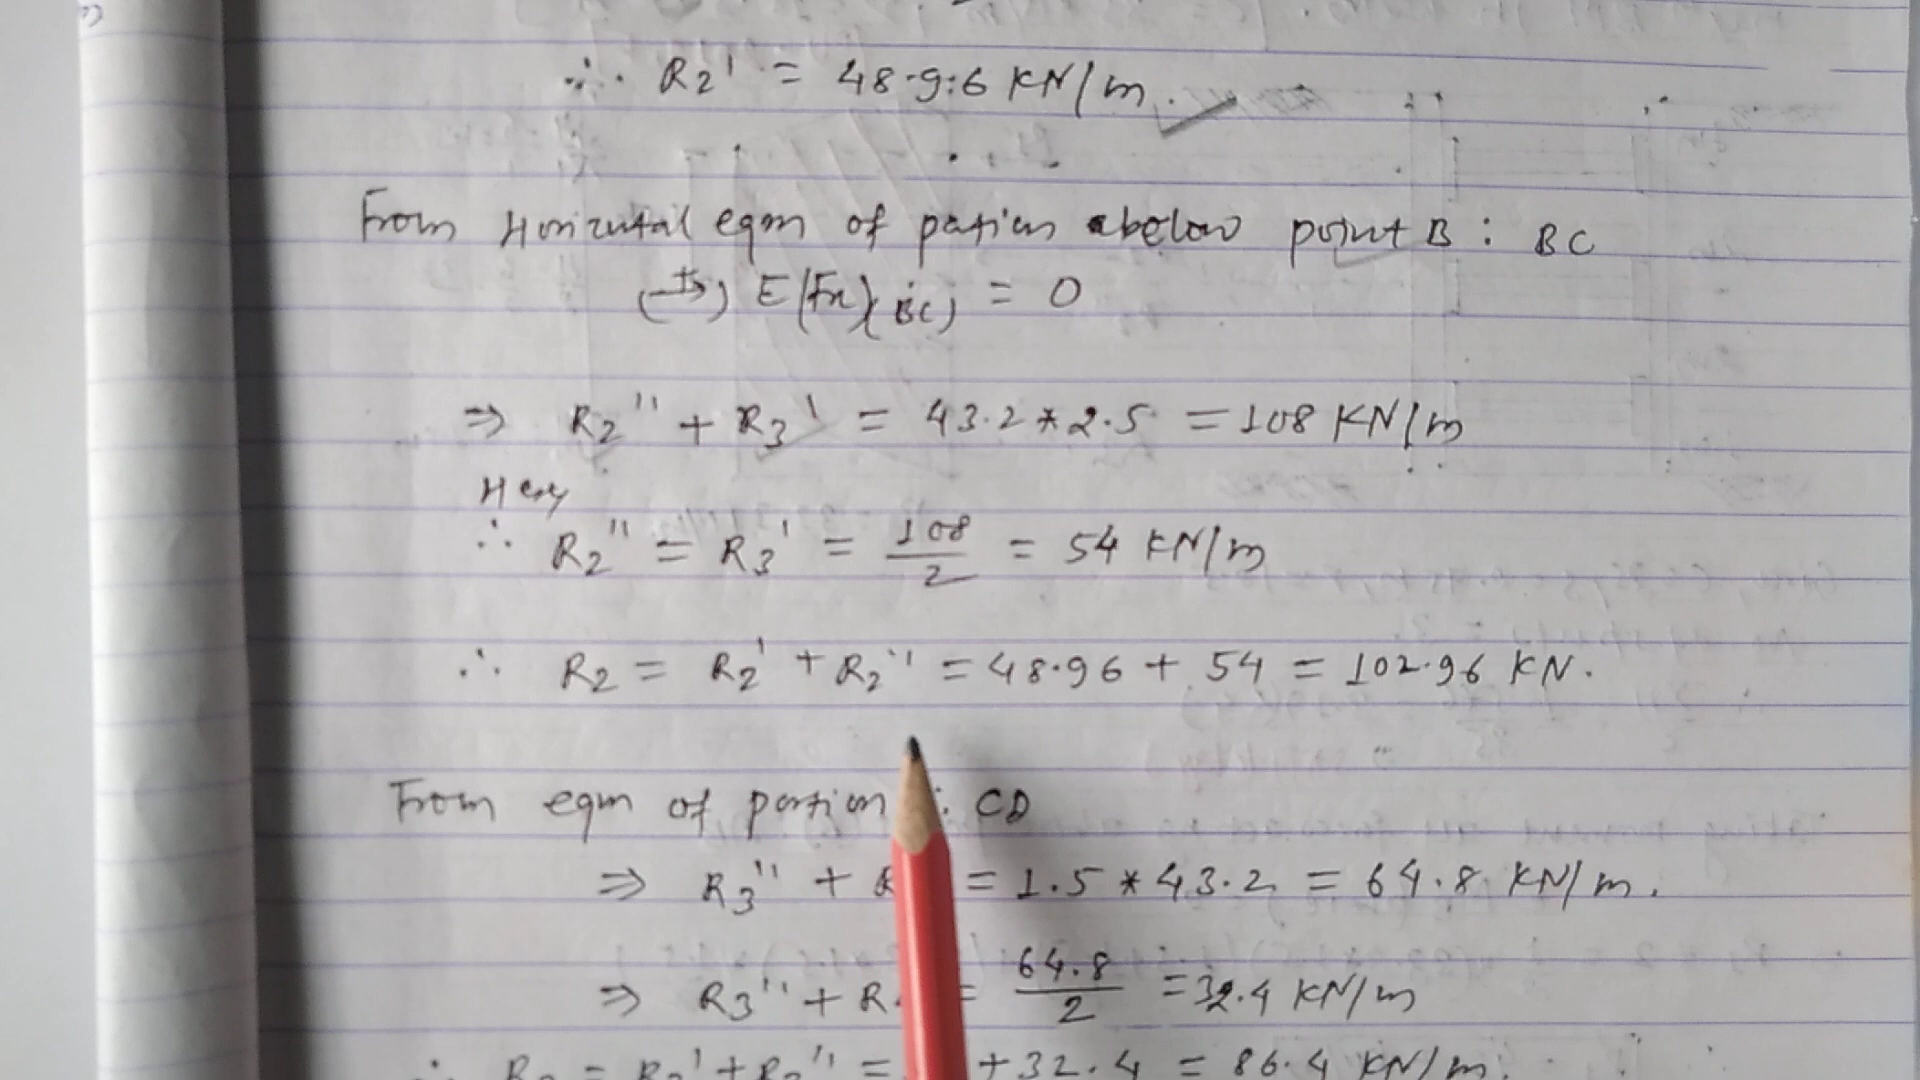 ∴ R2' = 48.9.6 KN/m.
From Horizontal eqm of portion below point B : BC
(+→) Σ(Fx)(BC) = 0
⇒ R2'' + R3' = 43.2 * 2.5 = 108 KN/m
∴ R2'' = R3' = 108/2 = 54 KN/m
∴ R2 = R2' + R2'' = 48.96 + 54 = 102.96 KN.
From eqm of portion : CD
⇒ R3'' + R = 1.5 * 43.2 = 64.8 KN/m.
⇒ R3'' + R = 64.8/2 = 32.4 KN/m
∴ R3 = R3' + R3'' = + 32.4 = 86.4 KN/m.